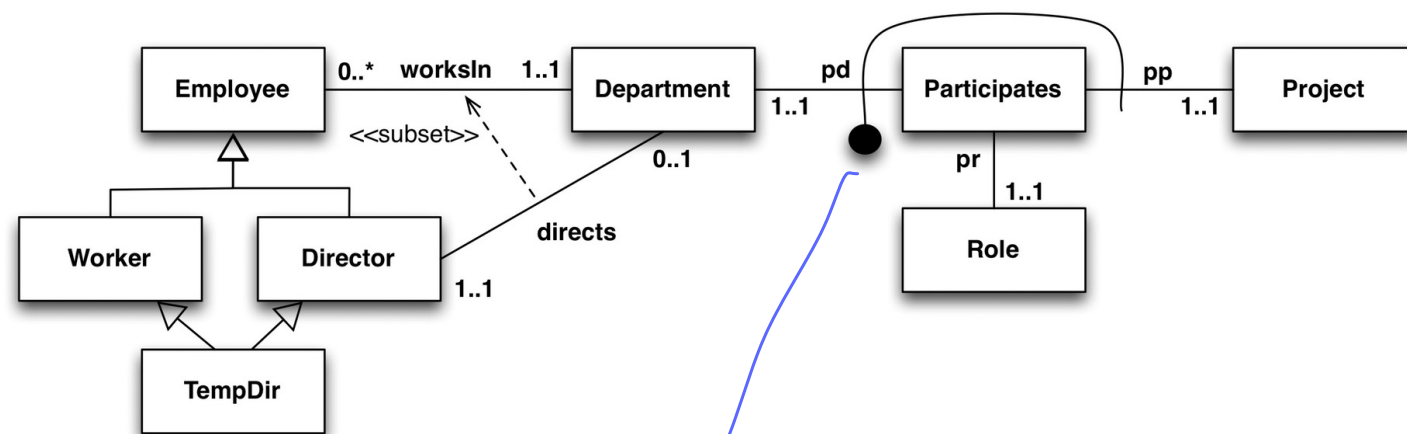 Employee
0..* worksIn 1..1
Department
pd
1..1
Participates
pp
1..1
Project
<<subset>>
0..1
directs
1..1
pr
1..1
Role
Worker
Director
TempDir